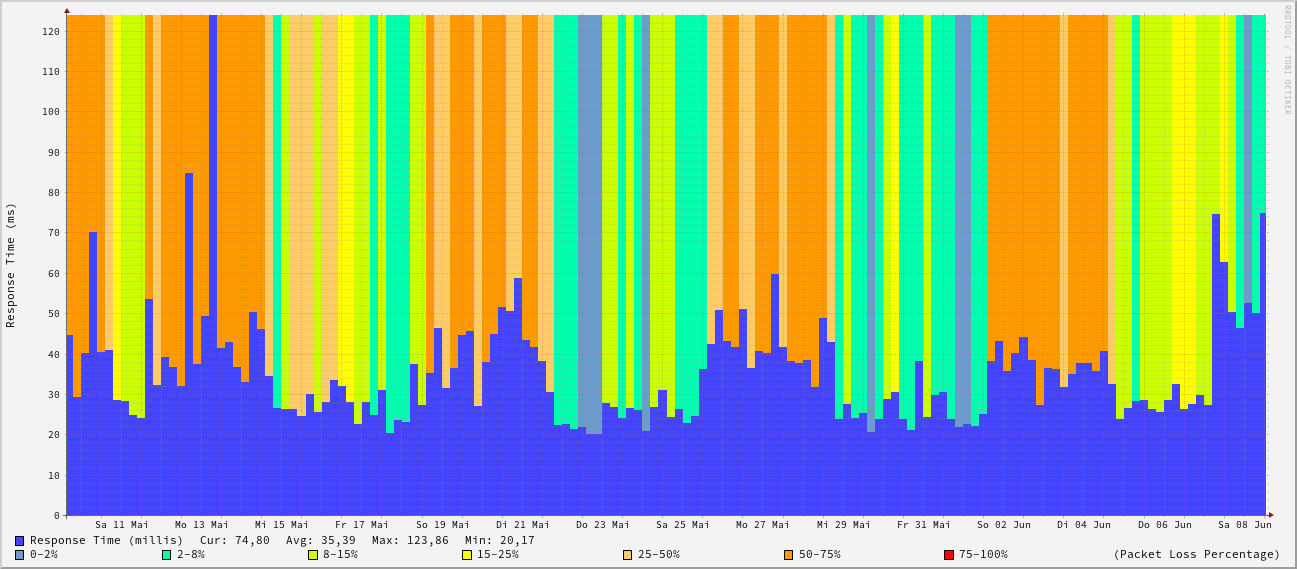 RRDTOOL / TOBI OETIKER
Response Time (ms)
120
110
100
90
80
70
60
50
40
30
20
10
0
Sa 11 Mai Mo 13 Mai Mi 15 Mai Fr 17 Mai So 19 Mai Di 21 Mai Do 23 Mai Sa 25 Mai Mo 27 Mai Mi 29 Mai Fr 31 Mai So 02 Jun Di 04 Jun Do 06 Jun Sa 08 Jun
Response Time (millis) Cur: 74,80 Avg: 35,39 Max: 123,86 Min: 20,17
0-2% 2-8% 8-15% 15-25% 25-50% 50-75% 75-100% (Packet Loss Percentage)